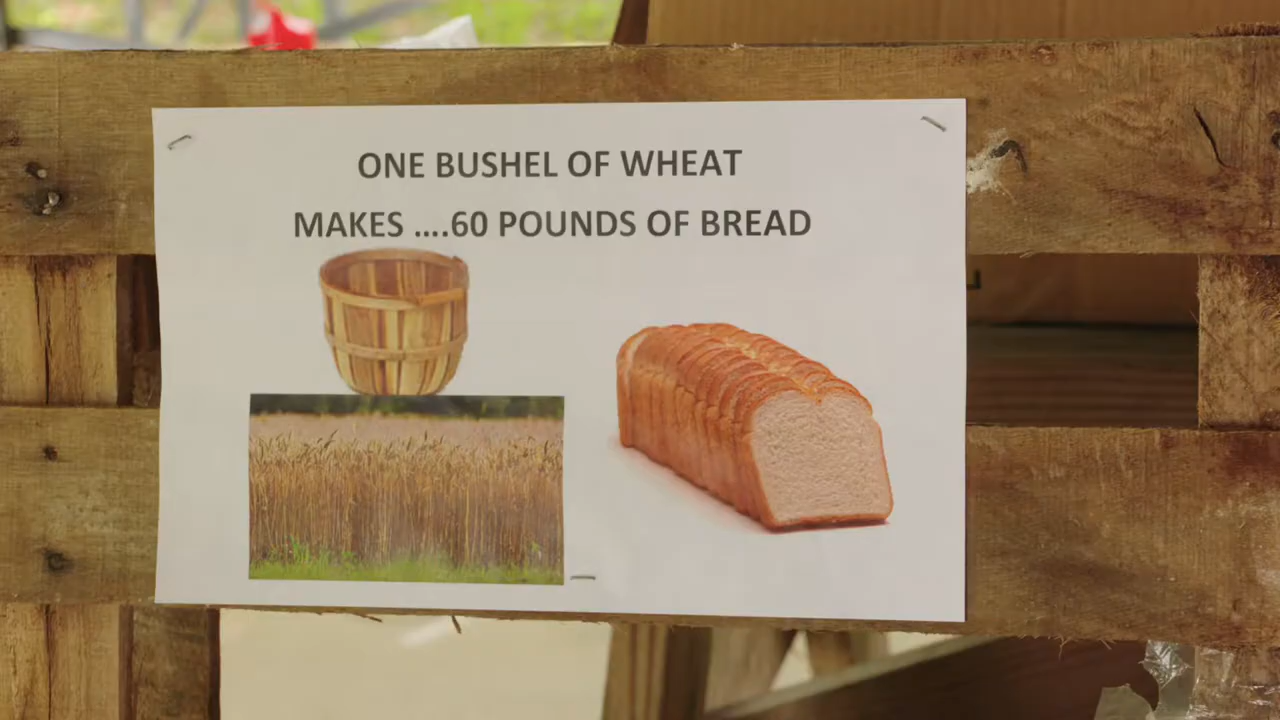 ONE BUSHEL OF WHEAT
MAKES ....60 POUNDS OF BREAD